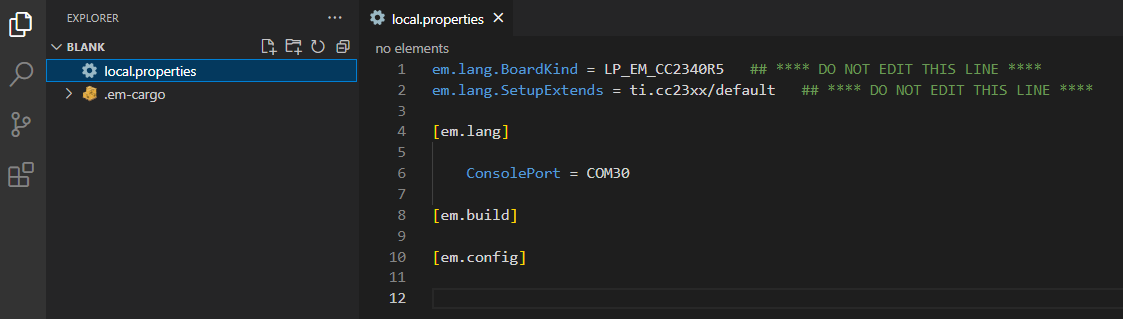 EXPLORER
BLANK
local.properties
.em-cargo
local.properties
no elements
1 em.lang.BoardKind = LP_EM_CC2340R5 ## **** DO NOT EDIT THIS LINE ****
2 em.lang.SetupExtends = ti.cc23xx/default ## **** DO NOT EDIT THIS LINE ****
3
4 [em.lang]
5
6 ConsolePort = COM30
7
8 [em.build]
9
10 [em.config]
11
12